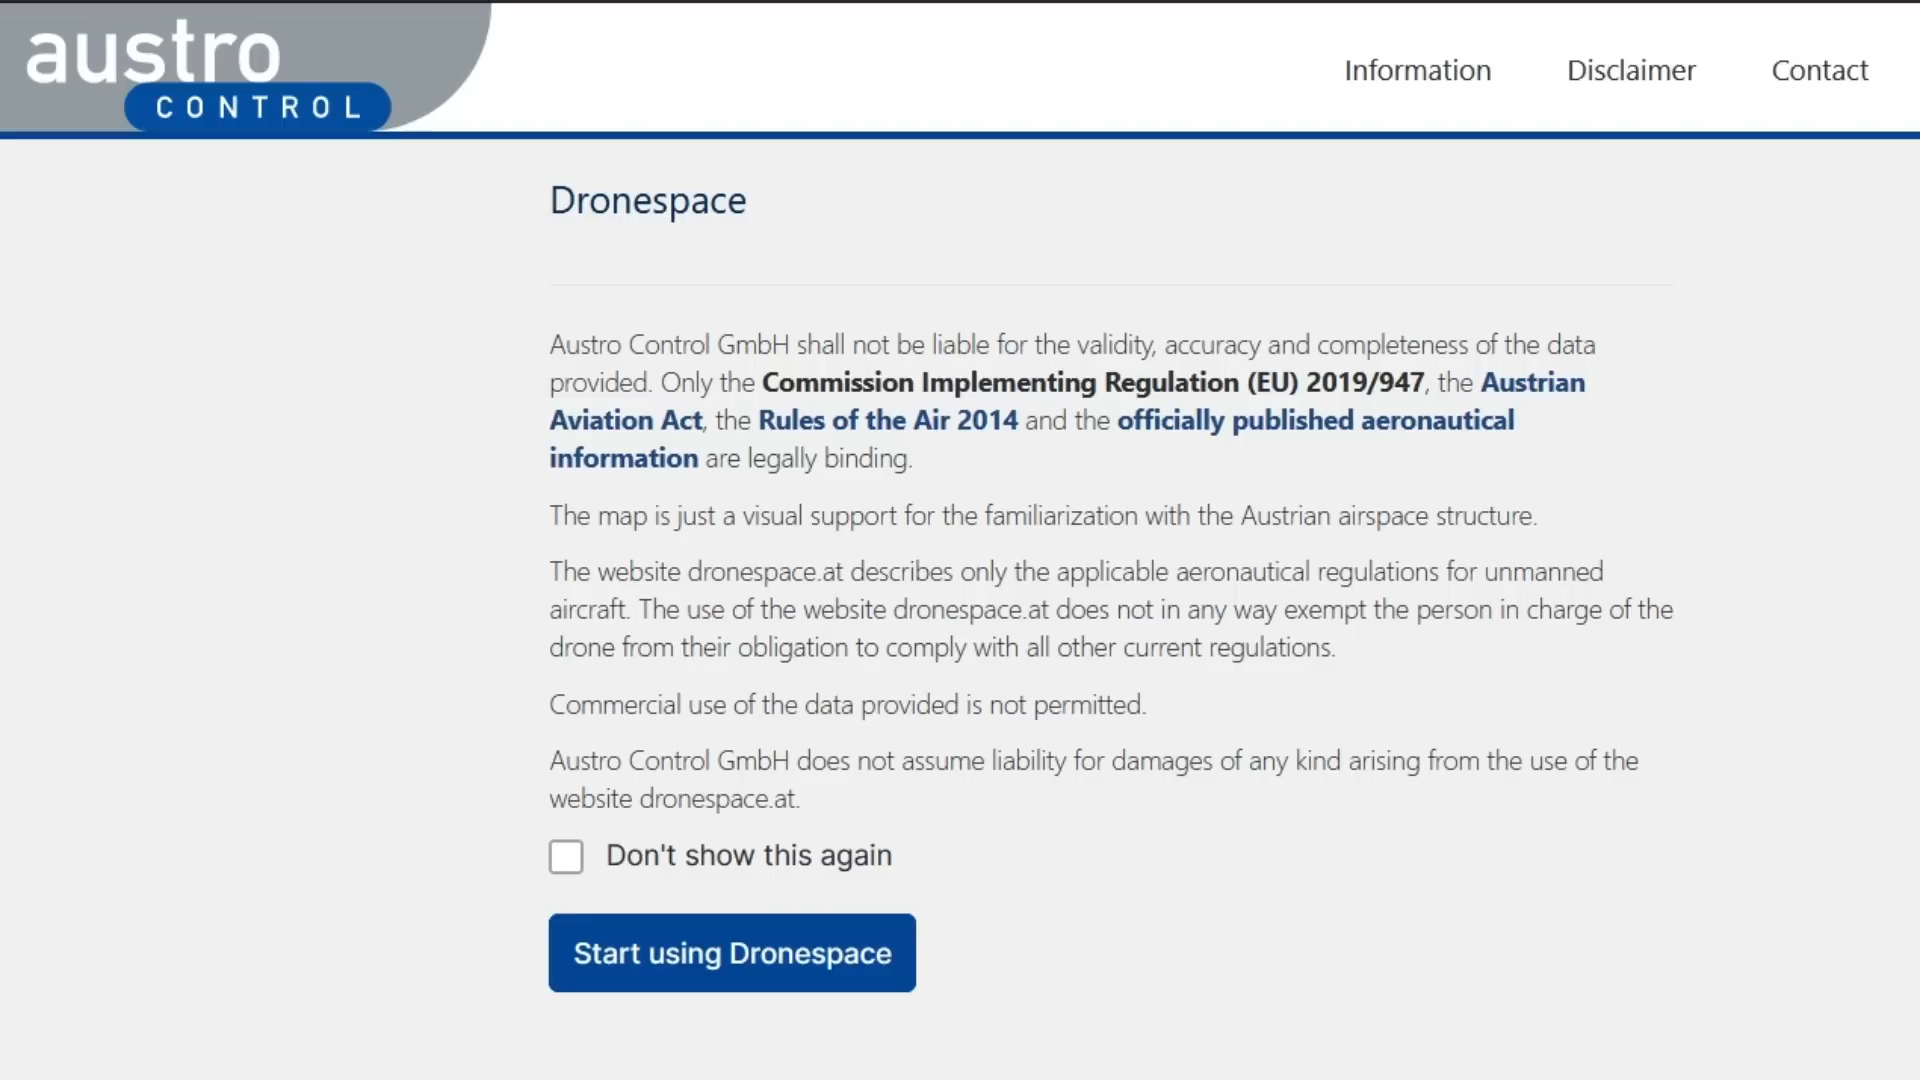 austro
CONTROL
Information
Disclaimer
Contact
Dronespace
Austro Control GmbH shall not be liable for the validity, accuracy and completeness of the data
provided. Only the Commission Implementing Regulation (EU) 2019/947, the Austrian
Aviation Act, the Rules of the Air 2014 and the officially published aeronautical
information are legally binding.
The map is just a visual support for the familiarization with the Austrian airspace structure.
The website dronespace.at describes only the applicable aeronautical regulations for unmanned
aircraft. The use of the website dronespace.at does not in any way exempt the person in charge of the
drone from their obligation to comply with all other current regulations.
Commercial use of the data provided is not permitted.
Austro Control GmbH does not assume liability for damages of any kind arising from the use of the
website dronespace.at.
Don't show this again
Start using Dronespace